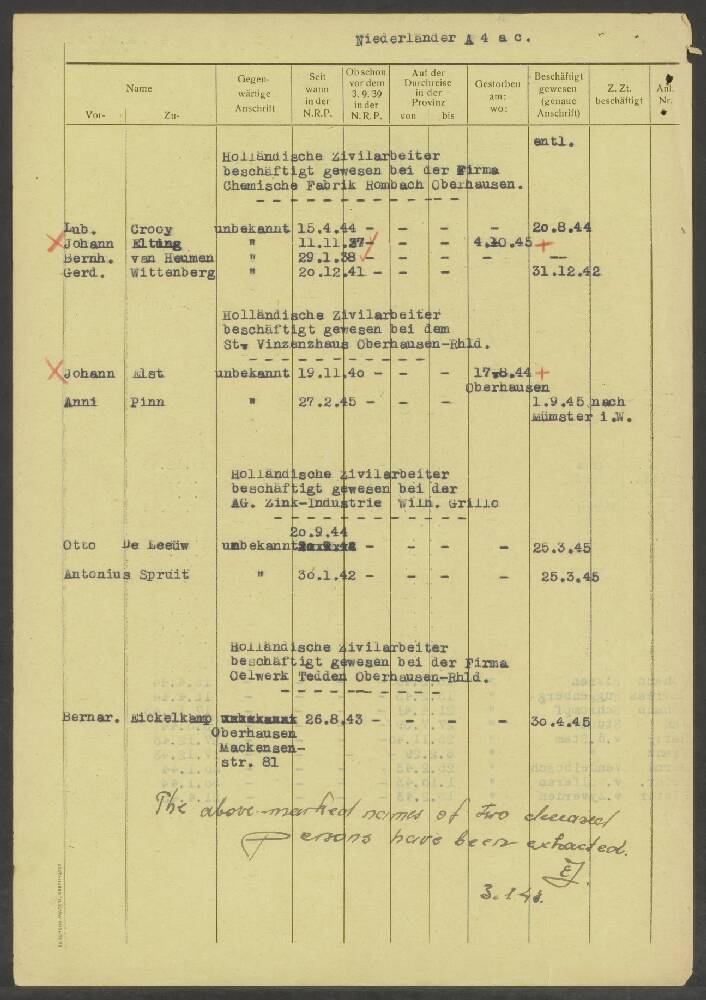 Niederländer A 4 a c.
Name
Vor- Zu-
Gegen-
wärtige
Anschrift
Seit
wann
in der
N.R.P.
Obschon
vor dem
3. 9. 39
in der
N.R.P.
Auf der
Durchreise
in der
Provinz
von bis
Gestorben
am:
wo:
Beschäftigt
gewesen
(genaue
Anschrift)
Z. Zt.
beschäftigt
Anl.
Nr.
entl.
Holländische Zivilarbeiter
beschäftigt gewesen bei der Firma
Chemische Fabrik Rombach Oberhausen.
Lub. Crooy unbekannt 15.4.44 - - - - 20.8.44
Johann Elting " 11.11.37- - - 4.10.45 +
Bernh. van Heumen " 29.1.38 - - - - --
Gerd. Wittenberg " 20.12.41 - - - 31.12.42
Holländische Zivilarbeiter
beschäftigt gewesen bei dem
St. Vinzenzhaus Oberhausen-Rhld.
Johann Elst unbekannt 19.11.40 - - - 17.8.44 +
Oberhausen
Anni Pinn " 27.2.45 - - - 1.9.45 nach
Münster i.W.
Holländische Zivilarbeiter
beschäftigt gewesen bei der
AG. Zink-Industrie Wilh. Grillo
20.9.44
Otto De Leeuw unbekannt - - - - 25.3.45
Antonius Spruit " 30.1.42 - - - - 25.3.45
Holländische Zivilarbeiter
beschäftigt gewesen bei der Firma
Oelwerk Tedden Oberhausen-Rhld.
Bernar. Eickelkamp unbekannt 26.8.43 - - - - 30.4.45
Oberhausen
Mackensen-
str. 81
The above-marked names of two deceased
persons have been extracted.
EJ.